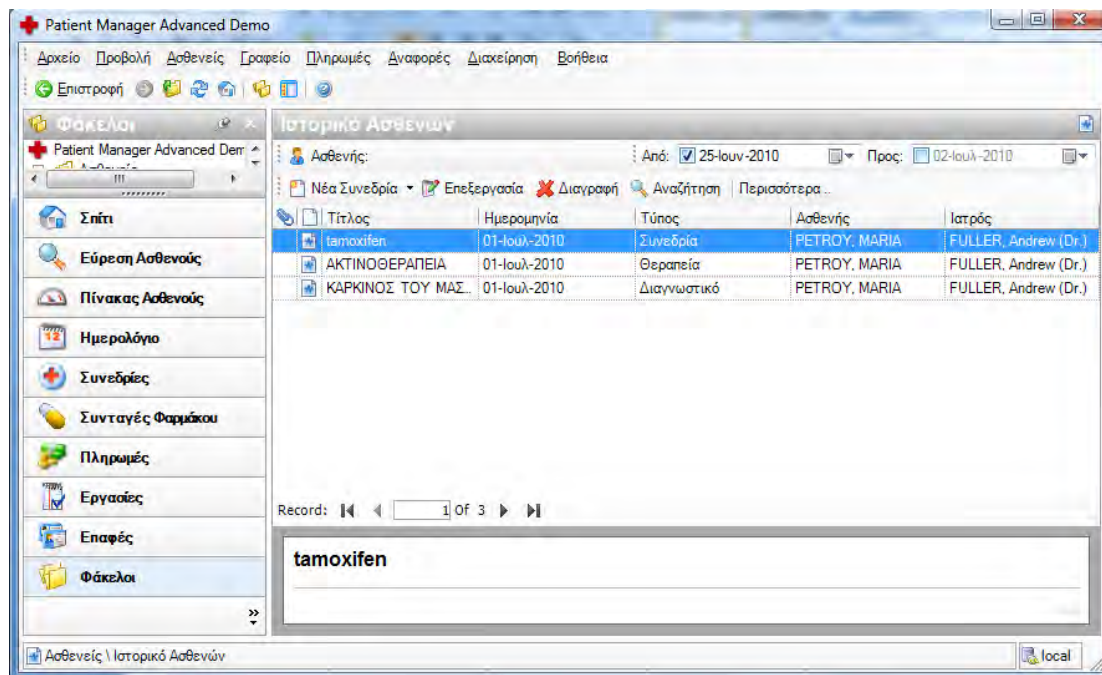 Patient Manager Advanced Demo
Αρχείο Προβολή Ασθενείς Γραφείο Πληρωμές Αναφορές Διαχείριση Βοήθεια
Επιστροφή
Φάκελοι
Patient Manager Advanced Dem
Ιστορικό Ασθενών
Ασθενής: Από: 25-Ιουν-2010 Προς: 02-Ιουλ-2010
Νέα Συνεδρία Επεξεργασία Διαγραφή Αναζήτηση Περισσότερα ..
Τίτλος Ημερομηνία Τύπος Ασθενής Ιατρός
tamoxifen 01-Ιουλ-2010 Συνεδρία PETROY, MARIA FULLER, Andrew (Dr.)
ΑΚΤΙΝΟΘΕΡΑΠΕΙΑ 01-Ιουλ-2010 Θεραπεία PETROY, MARIA FULLER, Andrew (Dr.)
ΚΑΡΚΙΝΟΣ ΤΟΥ ΜΑΣ.. 01-Ιουλ-2010 Διαγνωστικό PETROY, MARIA FULLER, Andrew (Dr.)
Σπίτι
Εύρεση Ασθενούς
Πίνακας Ασθενούς
12
Ημερολόγιο
Συνεδρίες
Συνταγές Φαρμάκου
Πληρωμές
Εργασίες
Επαφές
Φάκελοι
Record: 1 Of 3
tamoxifen
Ασθενείς \ Ιστορικό Ασθενών
local